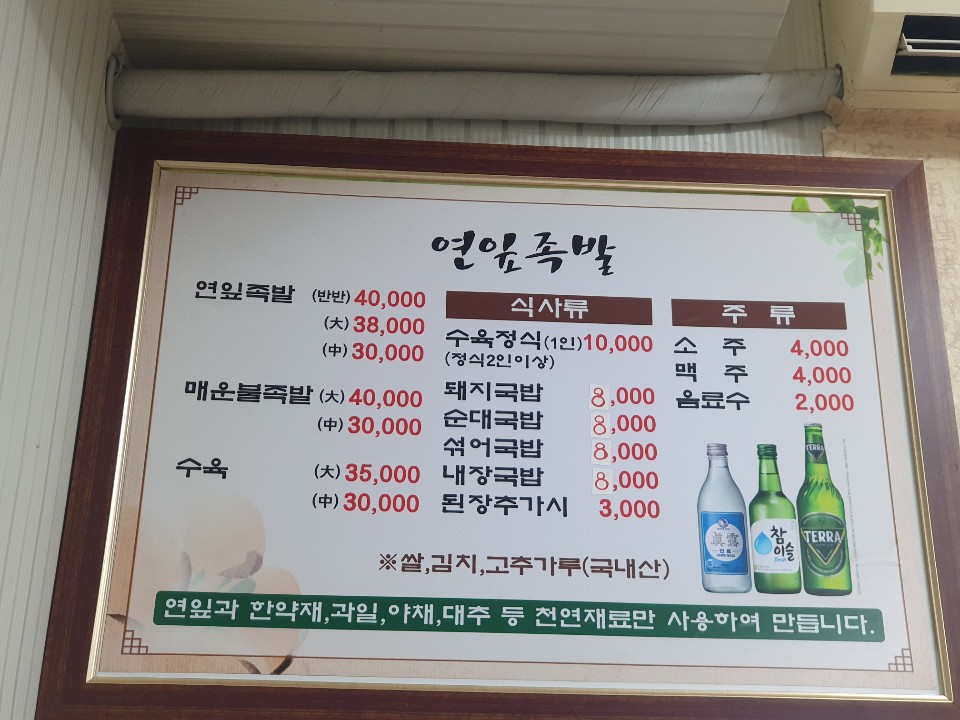 연잎족발
연잎족발 (반반) 40,000
(大) 38,000
(中) 30,000
매운불족발 (大) 40,000
(中) 30,000
수육 (大) 35,000
(中) 30,000
식사류
수육정식(1인) 10,000
(정식2인이상)
돼지국밥 8,000
순대국밥 8,000
섞어국밥 8,000
내장국밥 8,000
된장추가시 3,000
주 류
소 주 4,000
맥 주 4,000
음료수 2,000
眞露
참이슬
fresh
TERRA
TERRA
※쌀,김치,고추가루(국내산)
연잎과 한약재,과일,야채,대추 등 천연재료만 사용하여 만듭니다.